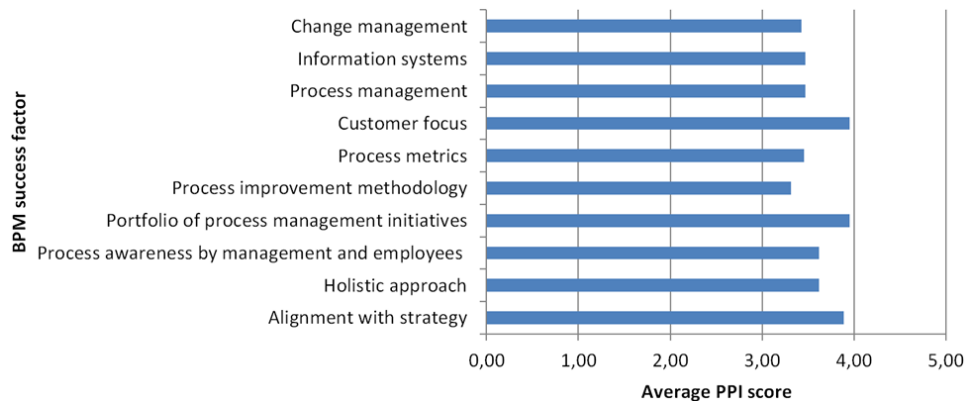 BPM success factor
Change management
Information systems
Process management
Customer focus
Process metrics
Process improvement methodology
Portfolio of process management initiatives
Process awareness by management and employees
Holistic approach
Alignment with strategy
0,00 1,00 2,00 3,00 4,00 5,00
Average PPI score